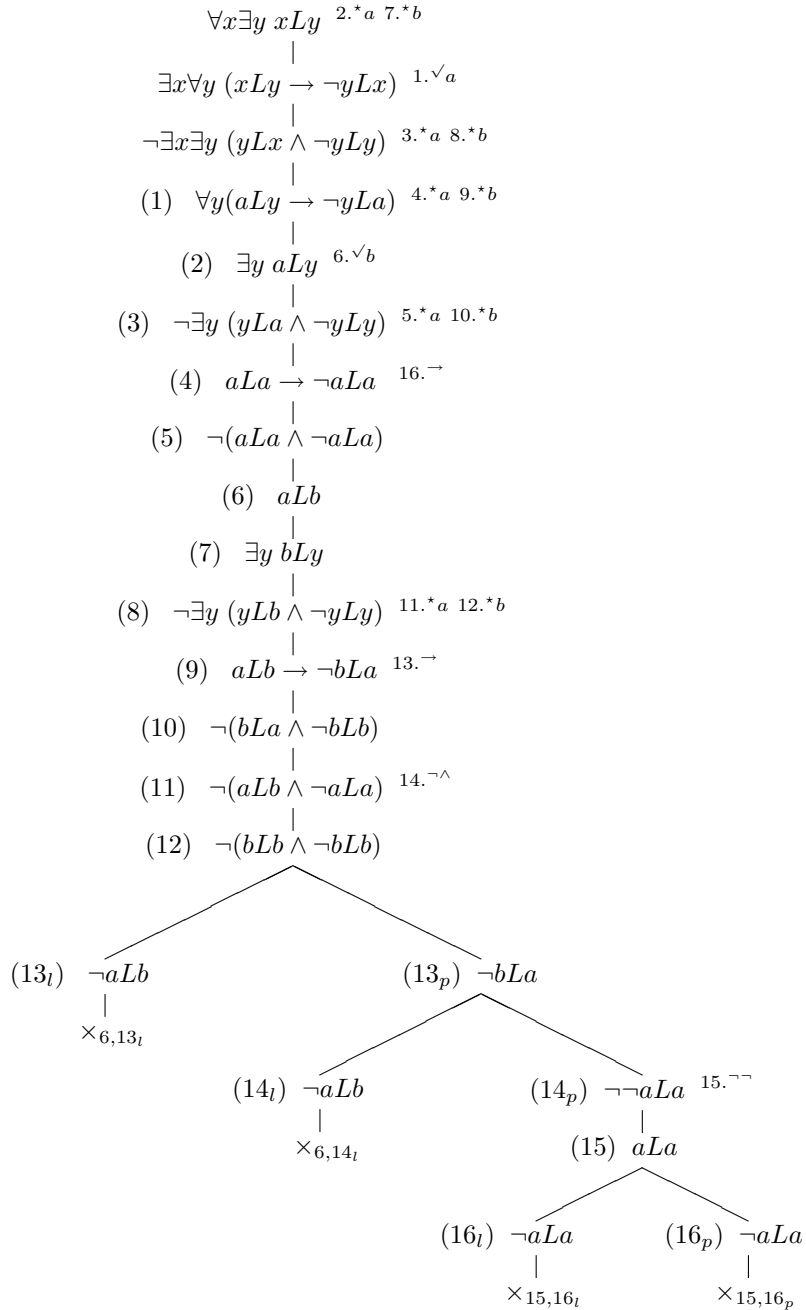 ∀x∃y xLy 2.⋆a 7.⋆b
∃x∀y (xLy → ¬yLx) 1.√a
¬∃x∃y (yLx ∧ ¬yLy) 3.⋆a 8.⋆b
(1) ∀y(aLy → ¬yLa) 4.⋆a 9.⋆b
(2) ∃y aLy 6.√b
(3) ¬∃y (yLa ∧ ¬yLy) 5.⋆a 10.⋆b
(4) aLa → ¬aLa 16.→
(5) ¬(aLa ∧ ¬aLa)
(6) aLb
(7) ∃y bLy
(8) ¬∃y (yLb ∧ ¬yLy) 11.⋆a 12.⋆b
(9) aLb → ¬bLa 13.→
(10) ¬(bLa ∧ ¬bLb)
(11) ¬(aLb ∧ ¬aLa) 14.¬∧
(12) ¬(bLb ∧ ¬bLb)
(13l) ¬aLb (13p) ¬bLa
×6,13l
(14l) ¬aLb (14p) ¬¬aLa 15.¬¬
×6,14l (15) aLa
(16l) ¬aLa (16p) ¬aLa
×15,16l ×15,16p